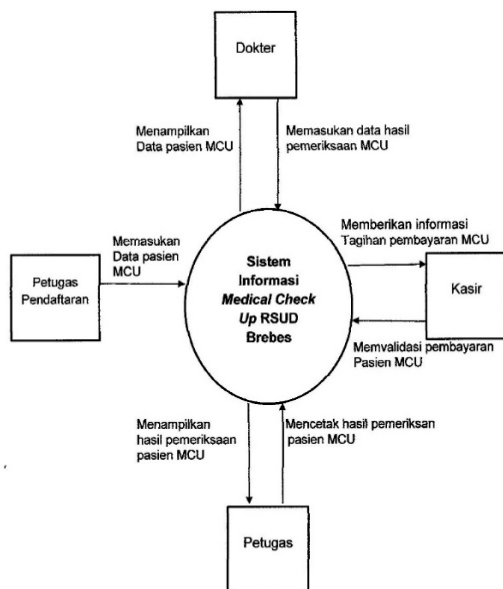 Dokter
Menampilkan
Data pasien MCU
Memasukan data hasil
pemeriksaan MCU
Memasukan
Data pasien
MCU
Petugas
Pendaftaran
Sistem
Informasi
Medical Check
Up RSUD
Brebes
Memberikan informasi
Tagihan pembayaran MCU
Kasir
Memvalidasi pembayaran
Pasien MCU
Menampilkan
hasil pemeriksaan
pasien MCU
Mencetak hasil pemeriksan
pasien MCU
Petugas